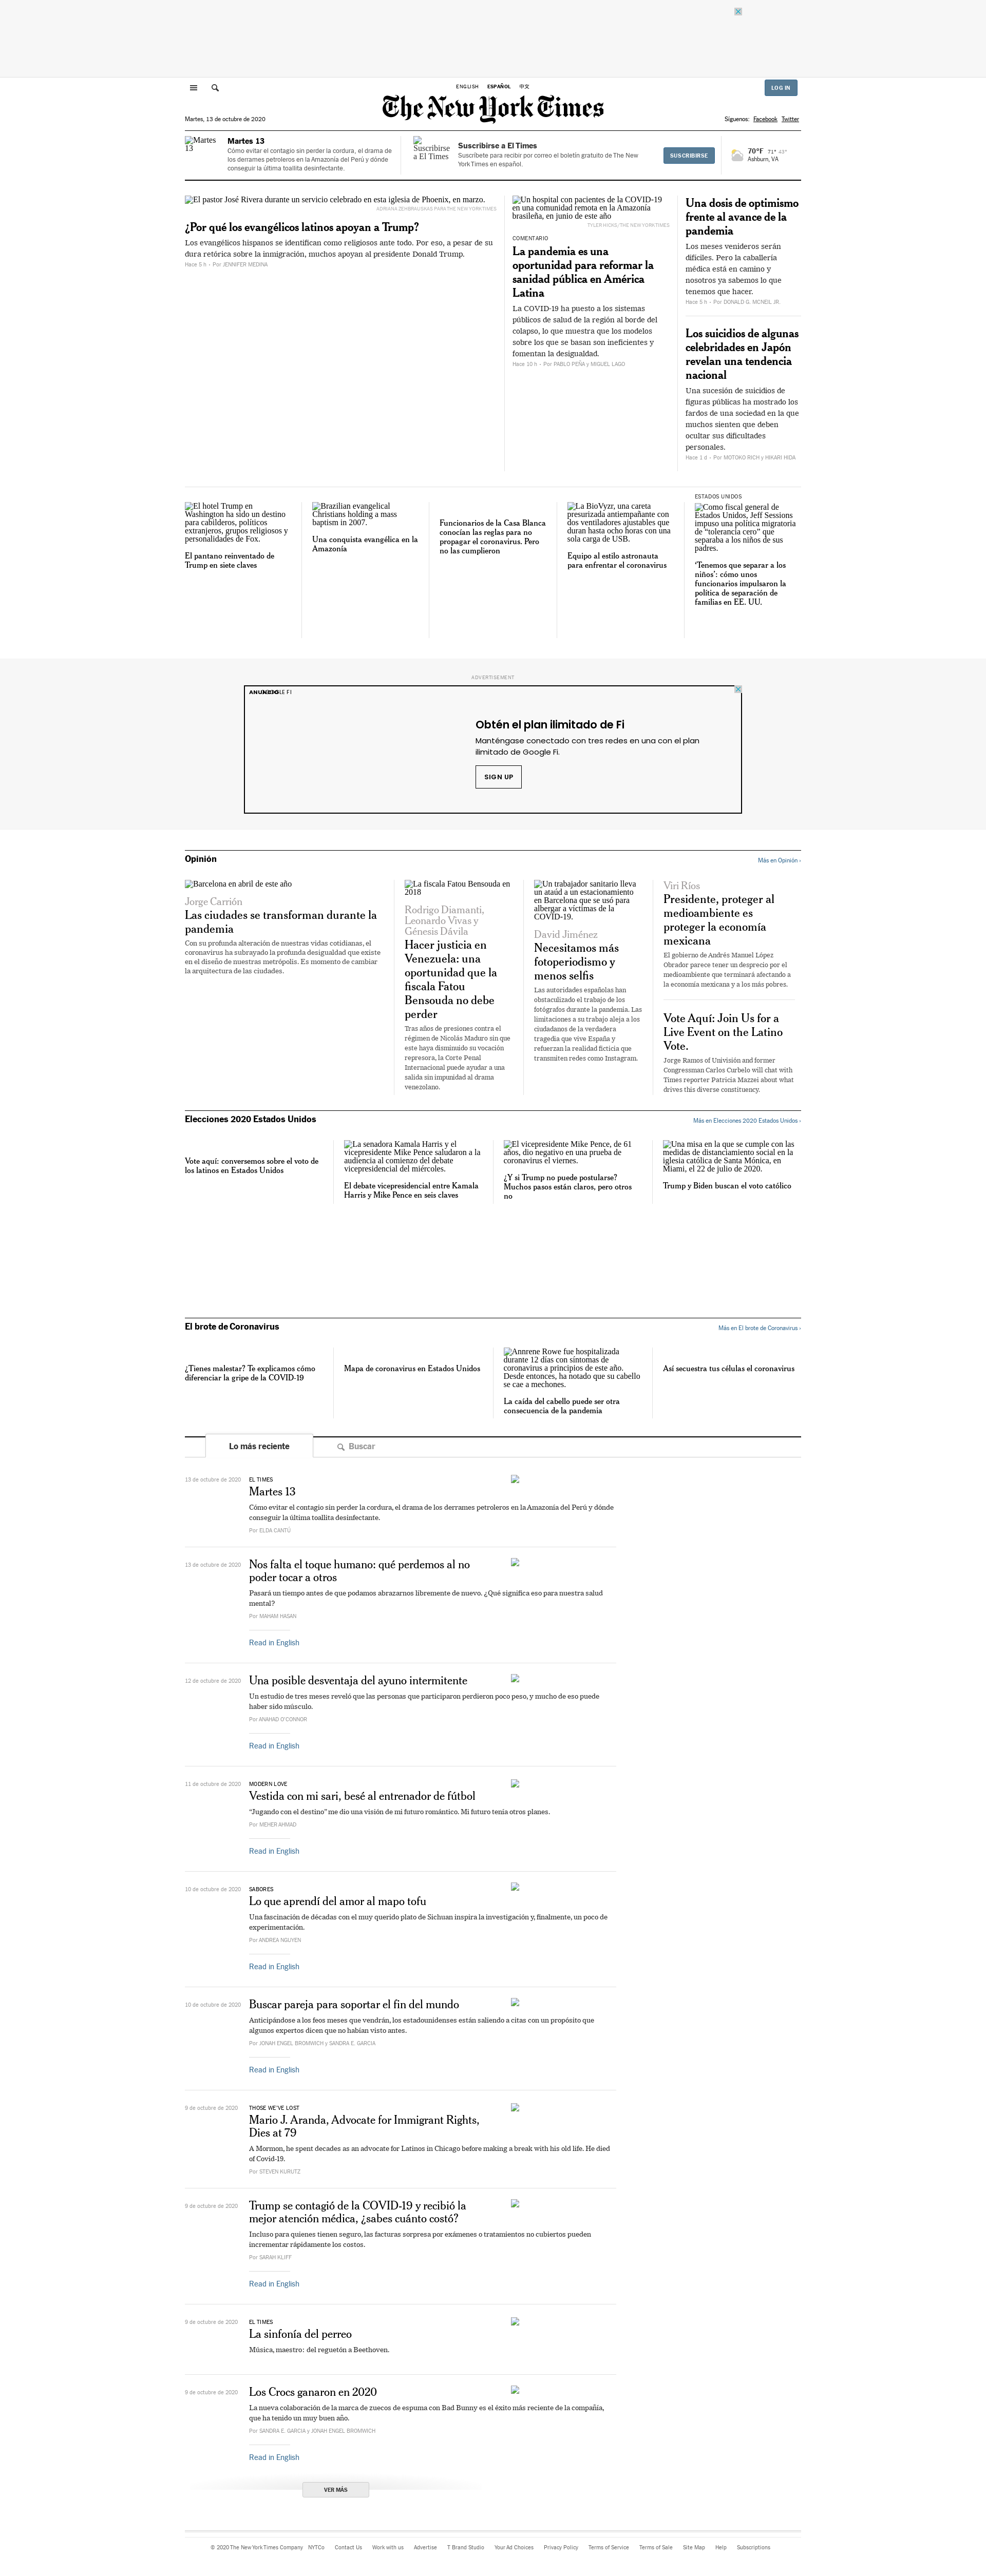 ENGLISH ESPAÑOL 中文
LOG IN
The New York Times
Martes, 13 de octubre de 2020
Síguenos: Facebook Twitter
Martes 13
Martes 13
Cómo evitar el contagio sin perder la cordura, el drama de
los derrames petroleros en la Amazonía del Perú y dónde
conseguir la última toallita desinfectante.
Suscribirse
a El Times
Suscribirse a El Times
Suscríbete para recibir por correo el boletín gratuito de The New
York Times en español.
SUSCRIBIRSE
70°F 71°
Ashburn, VA
El pastor José Rivera durante un servicio celebrado en esta iglesia de Phoenix, en marzo.
ADRIANA ZEHBRAUSKAS PARA THE NEW YORK TIMES
¿Por qué los evangélicos latinos apoyan a Trump?
Los evangélicos hispanos se identifican como religiosos ante todo. Por eso, a pesar de su
dura retórica sobre la inmigración, muchos apoyan al presidente Donald Trump.
Hace 5 h · Por JENNIFER MEDINA
Un hospital con pacientes de la COVID-19
en una comunidad remota en la Amazonía
brasileña, en junio de este año
TYLER HICKS/THE NEW YORK TIMES
COMENTARIO
La pandemia es una
oportunidad para reformar la
sanidad pública en América
Latina
La COVID-19 ha puesto a los sistemas
públicos de salud de la región al borde del
colapso, lo que muestra que los modelos
sobre los que se basan son ineficientes y
fomentan la desigualdad.
Hace 10 h · Por PABLO PEÑA y MIGUEL LAGO
Una dosis de optimismo
frente al avance de la
pandemia
Los meses venideros serán
difíciles. Pero la caballería
médica está en camino y
nosotros ya sabemos lo que
tenemos que hacer.
Hace 5 h · Por DONALD G. MCNEIL JR.
Los suicidios de algunas
celebridades en Japón
revelan una tendencia
nacional
Una sucesión de suicidios de
figuras públicas ha mostrado los
fardos de una sociedad en la que
muchos sienten que deben
ocultar sus dificultades
personales.
Hace 1 d · Por MOTOKO RICH y HIKARI HIDA
El hotel Trump en
Washington ha sido un destino
para cabilderos, políticos
extranjeros, grupos religiosos y
personalidades de Fox.
El pantano reinventado de
Trump en siete claves
Brazilian evangelical
Christians holding a mass
baptism in 2007.
Una conquista evangélica en la
Amazonía
Funcionarios de la Casa Blanca
conocían las reglas para no
propagar el coronavirus. Pero
no las cumplieron
La BioVyzr, una careta
presurizada antiempañante con
dos ventiladores ajustables que
duran hasta ocho horas con una
sola carga de USB.
Equipo al estilo astronauta
para enfrentar el coronavirus
ESTADOS UNIDOS
Como fiscal general de
Estados Unidos, Jeff Sessions
impuso una política migratoria
de “tolerancia cero” que
separaba a los niños de sus
padres.
‘Tenemos que separar a los
niños’: cómo unos
funcionarios impulsaron la
política de separación de
familias en EE. UU.
ADVERTISEMENT
ANUNCIO
Obtén el plan ilimitado de Fi
Manténgase conectado con tres redes en una con el plan
ilimitado de Google Fi.
SIGN UP
Opinión
Más en Opinión ›
Barcelona en abril de este año
Jorge Carrión
Las ciudades se transforman durante la
pandemia
Con su profunda alteración de nuestras vidas cotidianas, el
coronavirus ha subrayado la profunda desigualdad que existe
en el diseño de nuestras metrópolis. Es momento de cambiar
la arquitectura de las ciudades.
La fiscala Fatou Bensouda en
2018
Rodrigo Diamanti,
Leonardo Vivas y
Génesis Dávila
Hacer justicia en
Venezuela: una
oportunidad que la
fiscala Fatou
Bensouda no debe
perder
Tras años de presiones contra el
régimen de Nicolás Maduro sin que
este haya disminuido su vocación
represora, la Corte Penal
Internacional puede ayudar a una
salida sin impunidad al drama
venezolano.
Un trabajador sanitario lleva
un ataúd a un estacionamiento
en Barcelona que se usó para
albergar a víctimas de la
COVID-19.
David Jiménez
Necesitamos más
fotoperiodismo y
menos selfis
Las autoridades españolas han
obstaculizado el trabajo de los
fotógrafos durante la pandemia. Las
limitaciones a su trabajo aleja a los
ciudadanos de la verdadera
tragedia que vive España y
refuerzan la realidad ficticia que
transmiten redes como Instagram.
Viri Ríos
Presidente, proteger al
medioambiente es
proteger la economía
mexicana
El gobierno de Andrés Manuel López
Obrador parece tener un desprecio por el
medioambiente que terminará afectando a
la economía mexicana y a los más pobres.
Vote Aquí: Join Us for a
Live Event on the Latino
Vote.
Jorge Ramos of Univisión and former
Congressman Carlos Curbelo will chat with
Times reporter Patricia Mazzei about what
drives this diverse constituency.
Elecciones 2020 Estados Unidos
Más en Elecciones 2020 Estados Unidos ›
Vote aquí: conversemos sobre el voto de
los latinos en Estados Unidos
La senadora Kamala Harris y el
vicepresidente Mike Pence saludaron a la
audiencia al comienzo del debate
vicepresidencial del miércoles.
El debate vicepresidencial entre Kamala
Harris y Mike Pence en seis claves
El vicepresidente Mike Pence, de 61
años, dio negativo en una prueba de
coronavirus el viernes.
¿Y si Trump no puede postularse?
Muchos pasos están claros, pero otros
no
Una misa en la que se cumple con las
medidas de distanciamiento social en la
iglesia católica de Santa Mónica, en
Miami, el 22 de julio de 2020.
Trump y Biden buscan el voto católico
El brote de Coronavirus
Más en El brote de Coronavirus ›
¿Tienes malestar? Te explicamos cómo
diferenciar la gripe de la COVID-19
Mapa de coronavirus en Estados Unidos
Annrene Rowe fue hospitalizada
durante 12 días con síntomas de
coronavirus a principios de este año.
Desde entonces, ha notado que su cabello
se cae a mechones.
La caída del cabello puede ser otra
consecuencia de la pandemia
Así secuestra tus células el coronavirus
Lo más reciente
Buscar
13 de octubre de 2020
EL TIMES
Martes 13
Cómo evitar el contagio sin perder la cordura, el drama de los derrames petroleros en la Amazonía del Perú y dónde
conseguir la última toallita desinfectante.
Por ELDA CANTÚ
13 de octubre de 2020
Nos falta el toque humano: qué perdemos al no
poder tocar a otros
Pasará un tiempo antes de que podamos abrazarnos libremente de nuevo. ¿Qué significa eso para nuestra salud
mental?
Por MAHAM HASAN
Read in English
12 de octubre de 2020
Una posible desventaja del ayuno intermitente
Un estudio de tres meses reveló que las personas que participaron perdieron poco peso, y mucho de eso puede
haber sido músculo.
Por ANAHAD O’CONNOR
Read in English
11 de octubre de 2020
MODERN LOVE
Vestida con mi sari, besé al entrenador de fútbol
“Jugando con el destino” me dio una visión de mi futuro romántico. Mi futuro tenía otros planes.
Por MEHER AHMAD
Read in English
10 de octubre de 2020
SABORES
Lo que aprendí del amor al mapo tofu
Una fascinación de décadas con el muy querido plato de Sichuan inspira la investigación y, finalmente, un poco de
experimentación.
Por ANDREA NGUYEN
Read in English
10 de octubre de 2020
Buscar pareja para soportar el fin del mundo
Anticipándose a los feos meses que vendrán, los estadounidenses están saliendo a citas con un propósito que
algunos expertos dicen que no habían visto antes.
Por JONAH ENGEL BROMWICH y SANDRA E. GARCIA
Read in English
9 de octubre de 2020
THOSE WE’VE LOST
Mario J. Aranda, Advocate for Immigrant Rights,
Dies at 79
A Mormon, he spent decades as an advocate for Latinos in Chicago before making a break with his old life. He died
of Covid-19.
Por STEVEN KURUTZ
9 de octubre de 2020
Trump se contagió de la COVID-19 y recibió la
mejor atención médica, ¿sabes cuánto costó?
Incluso para quienes tienen seguro, las facturas sorpresa por exámenes o tratamientos no cubiertos pueden
incrementar rápidamente los costos.
Por SARAH KLIFF
Read in English
9 de octubre de 2020
EL TIMES
La sinfonía del perreo
Música, maestro: del reguetón a Beethoven.
9 de octubre de 2020
Los Crocs ganaron en 2020
La nueva colaboración de la marca de zuecos de espuma con Bad Bunny es el éxito más reciente de la compañía,
que ha tenido un muy buen año.
Por SANDRA E. GARCIA y JONAH ENGEL BROMWICH
Read in English
VER MÁS
© 2020 The New York Times Company NYTCo Contact Us Work with us Advertise T Brand Studio Your Ad Choices Privacy Policy Terms of Service Terms of Sale Site Map Help Subscriptions